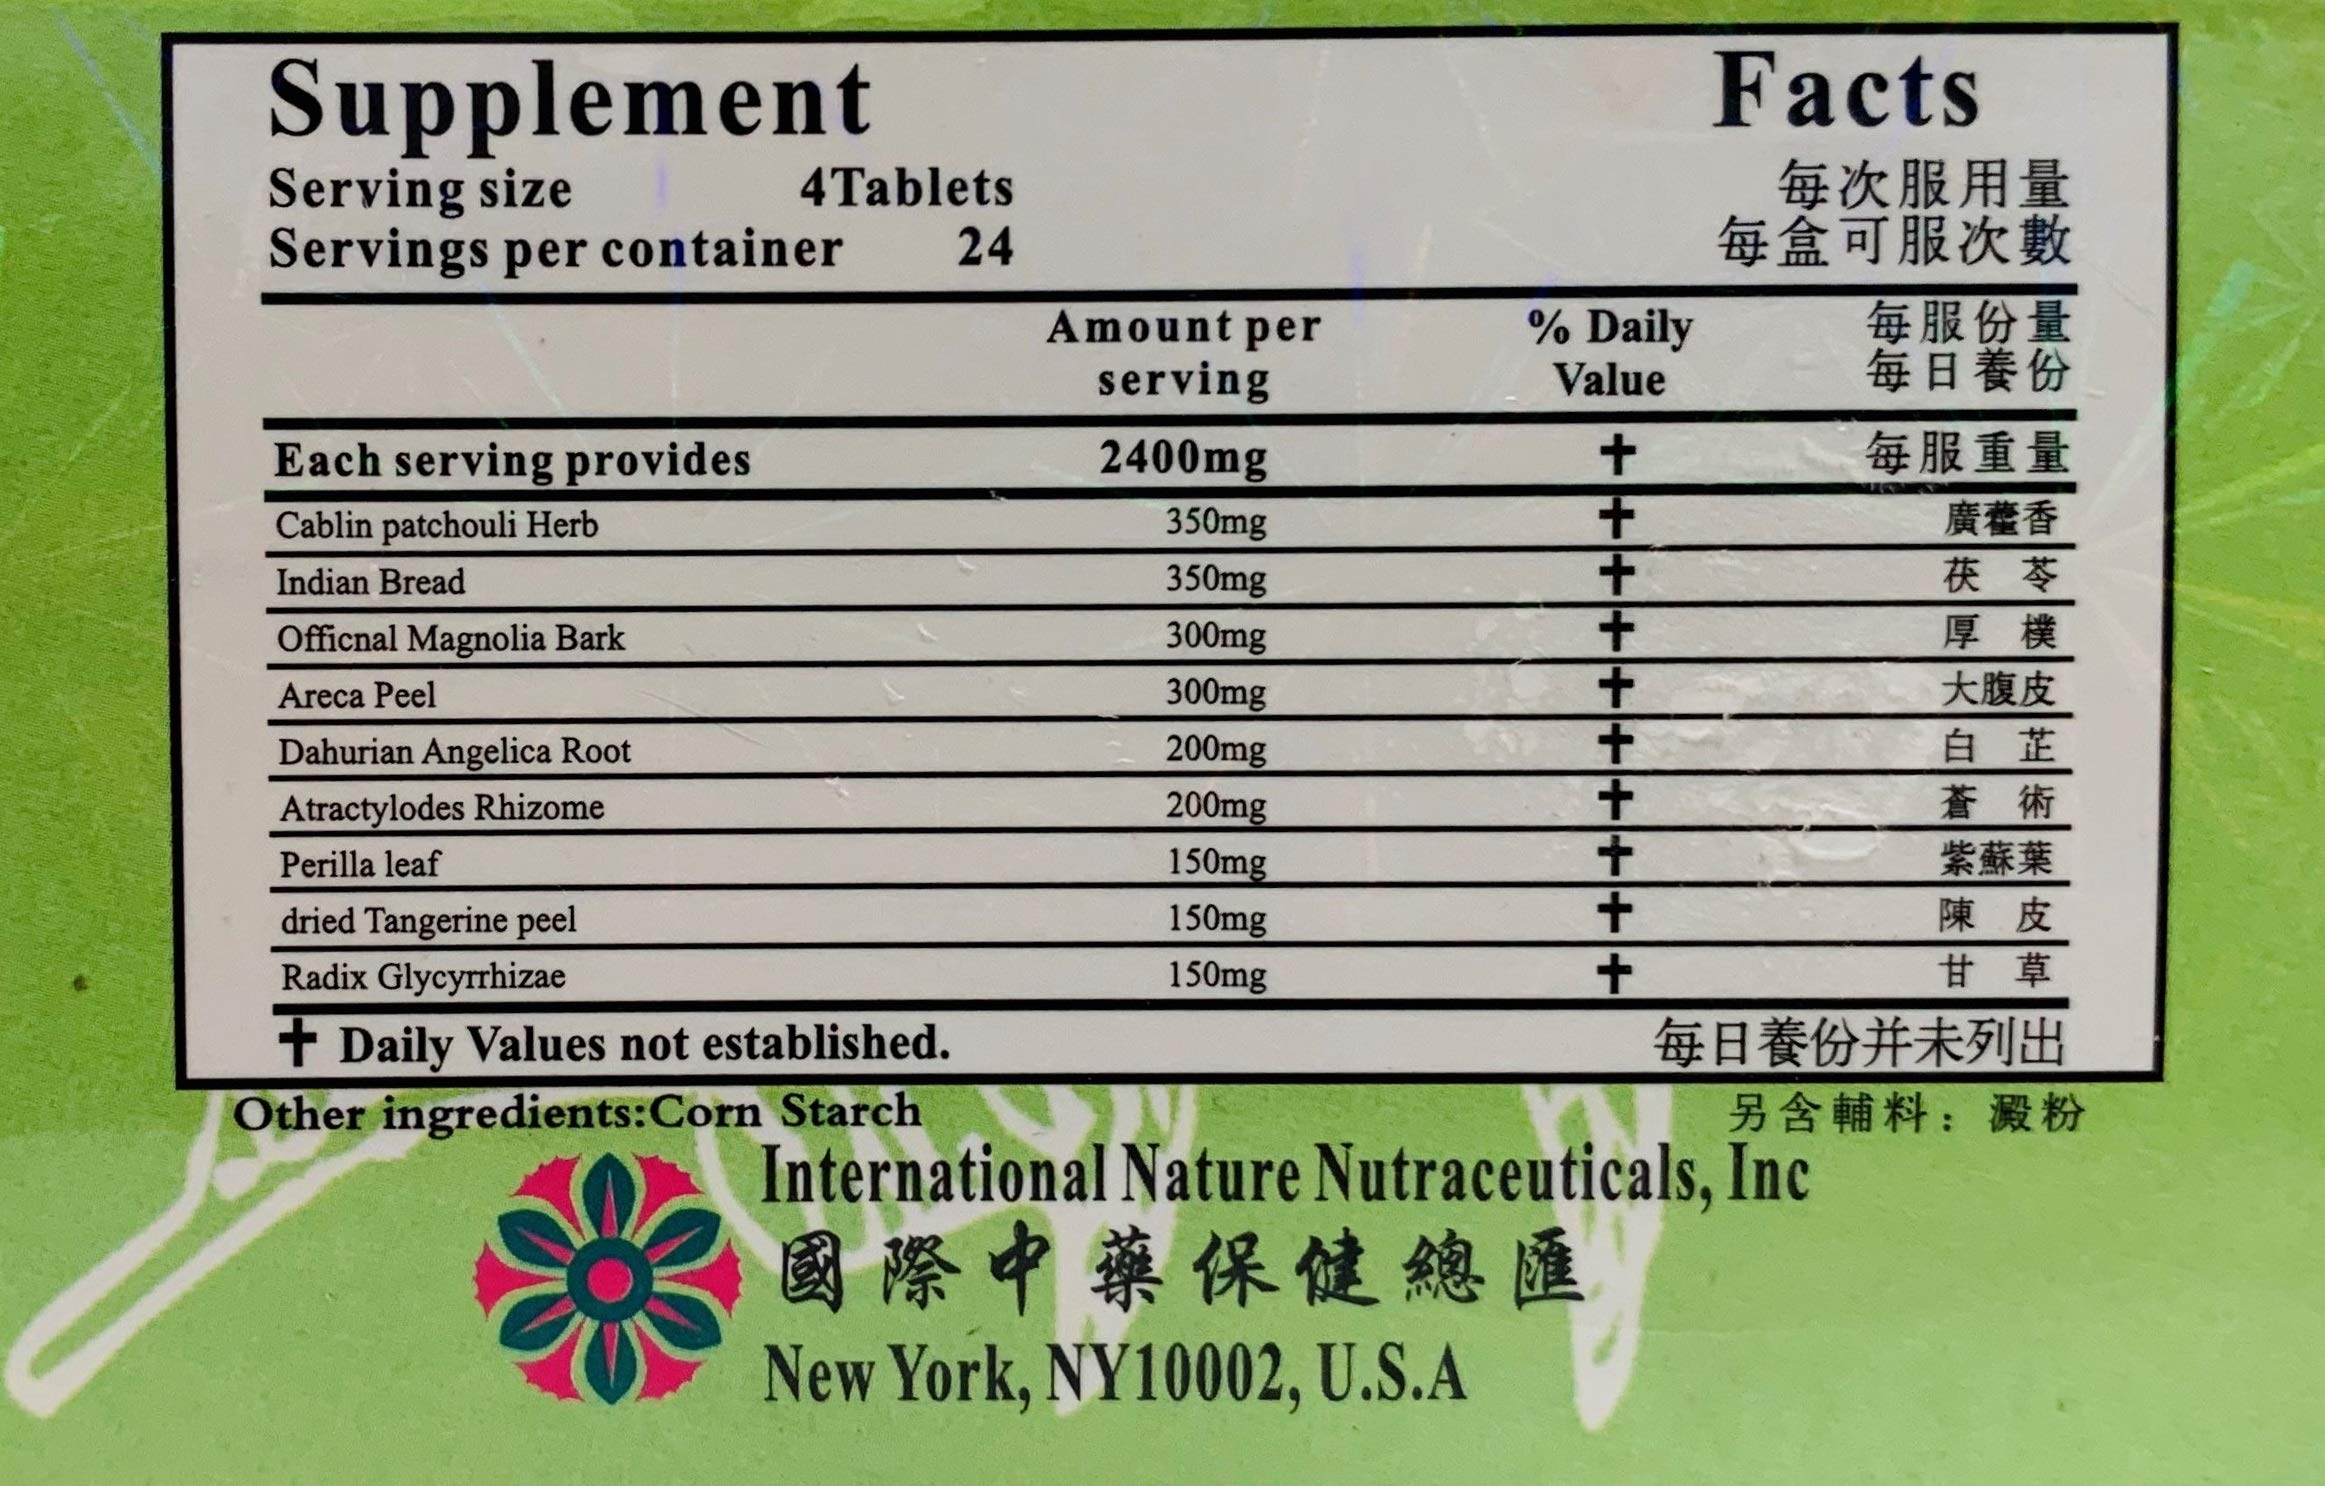 Supplement Facts
Serving size 4Tablets 每次服用量
Servings per container 24 每盒可服次數
Amount per % Daily 每服份量
serving Value 每日養份
Each serving provides 2400mg ✝ 每服重量
Cablin patchouli Herb 350mg ✝ 廣藿香
Indian Bread 350mg ✝ 茯 苓
Officnal Magnolia Bark 300mg ✝ 厚 樸
Areca Peel 300mg ✝ 大腹皮
Dahurian Angelica Root 200mg ✝ 白 芷
Atractylodes Rhizome 200mg ✝ 蒼 術
Perilla leaf 150mg ✝ 紫蘇葉
dried Tangerine peel 150mg ✝ 陳 皮
Radix Glycyrrhizae 150mg ✝ 甘 草
✝ Daily Values not established. 每日養份并未列出
Other ingredients:Corn Starch 另含輔料：澱粉
International Nature Nutraceuticals, Inc
國際中藥保健總匯
New York, NY10002, U.S.A